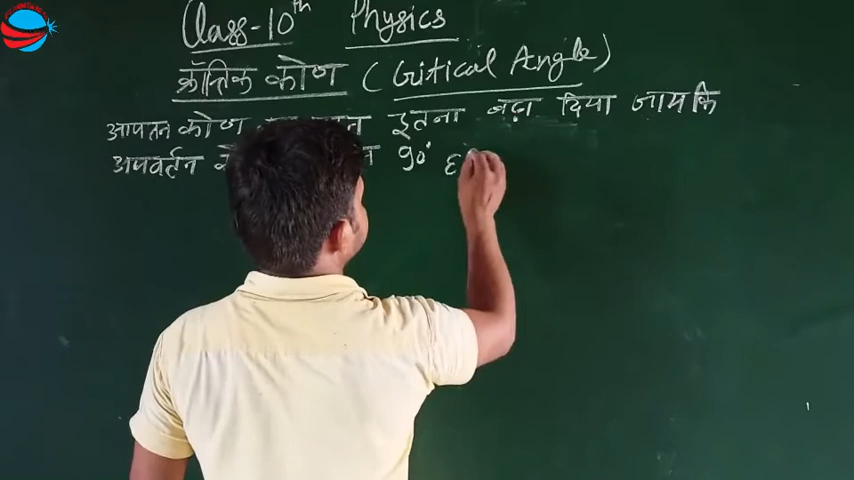 Class-10th Physics
क्रॉन्तिक कोण (Critical Angle)
आपतन कोण इतना बढ़ा दिया जाय कि
अपवर्तन 90°